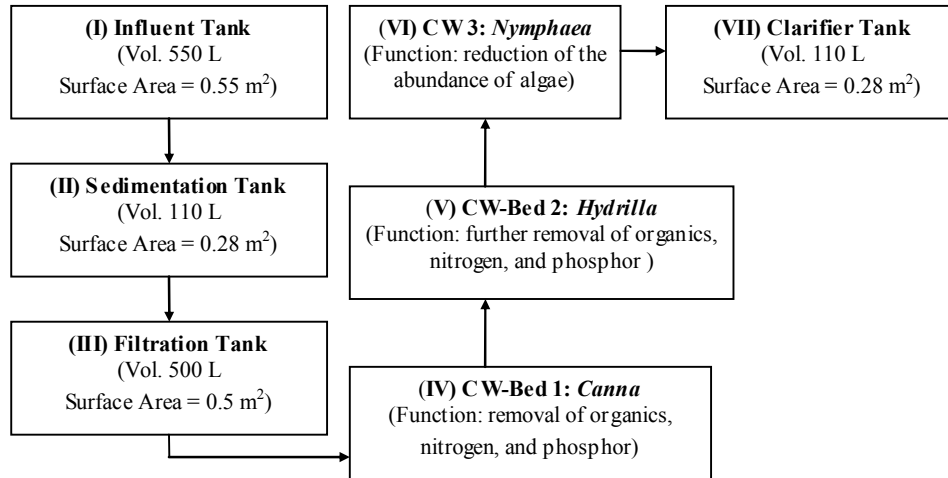 (I) Influent Tank
(Vol. 550 L
Surface Area = 0.55 m²)
(II) Sedimentation Tank
(Vol. 110 L
Surface Area = 0.28 m²)
(III) Filtration Tank
(Vol. 500 L
Surface Area = 0.5 m²)
(IV) CW-Bed 1: Canna
(Function: removal of organics,
nitrogen, and phosphor)
(V) CW-Bed 2: Hydrilla
(Function: further removal of organics,
nitrogen, and phosphor )
(VI) CW 3: Nymphaea
(Function: reduction of the
abundance of algae)
(VII) Clarifier Tank
(Vol. 110 L
Surface Area = 0.28 m²)